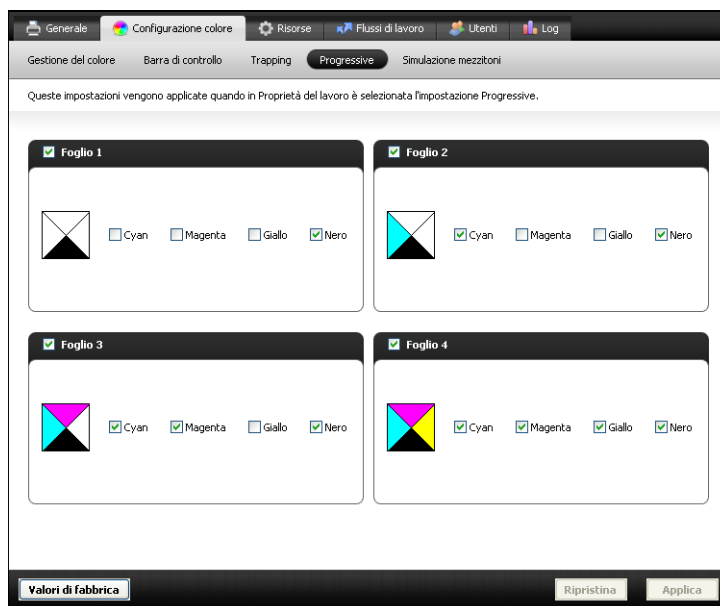 Generale Configurazione colore Risorse Flussi di lavoro Utenti Log
Gestione del colore Barra di controllo Trapping Progressive Simulazione mezzitoni
Queste impostazioni vengono applicate quando in Proprietà del lavoro è selezionata l'impostazione Progressive.
Foglio 1
Cyan Magenta Giallo Nero
Foglio 2
Cyan Magenta Giallo Nero
Foglio 3
Cyan Magenta Giallo Nero
Foglio 4
Cyan Magenta Giallo Nero
Valori di fabbrica Ripristina Applica